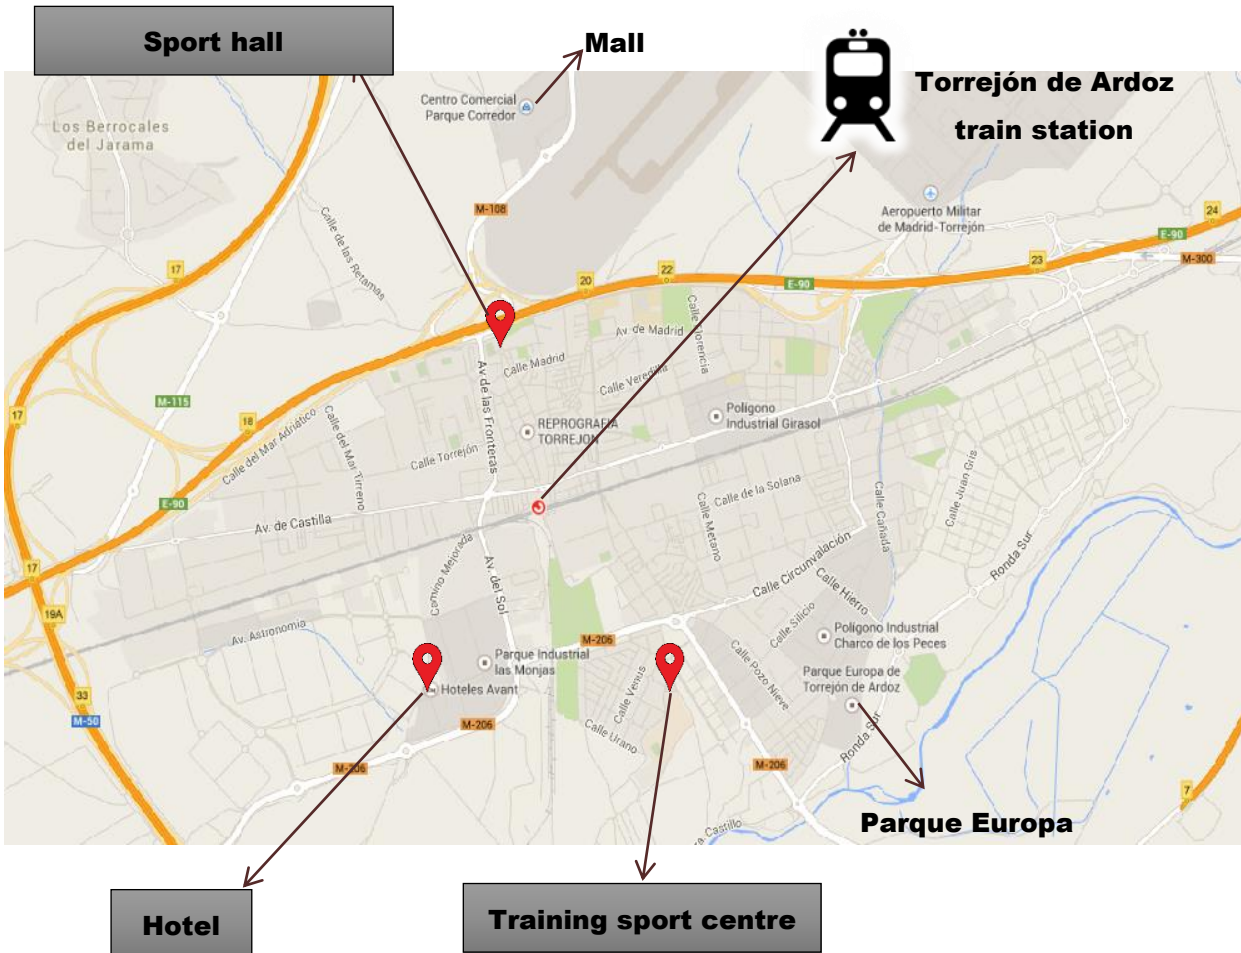 Sport hall
Mall
Torrejón de Ardoz
train station
Centro Comercial
Parque Corredor
Los Berrocales
del Jarama
Aeropuerto Militar
de Madrid-Torrejón
M-108
24
E-90
M-300
23
22
20
E-90
17
Calle de las Retamas
Av. de Madrid
Calle Florencia
Calle Madrid
Calle Veredilla
Av de las Fronteras
M-115
17
18
Calle del Mar Adriático
Calle del Mar Tirreno
REPROGRAFIA
TORREJON
Polígono
Industrial Girasol
Calle Torrejón
E-90
Av. de Castilla
Calle de la Solana
Calle Metano
Calle Cañada
Calle Juan Gris
Ronda Sur
17
19A
Camino Mejorada
Av. del Sol
Calle Circunvalación
Calle Hierro
Calle Silicio
Av. Astronomía
M-206
Polígono Industrial
Charco de los Peces
Parque Industrial
las Monjas
Hoteles Avant
Calle Venus
Calle Pozo Nieve
Parque Europa de
Torrejón de Ardoz
33
M-50
M-206
Calle Urano
Ronda Sur
M-206
M-206
7
Castillo
Parque Europa
Hotel
Training sport centre